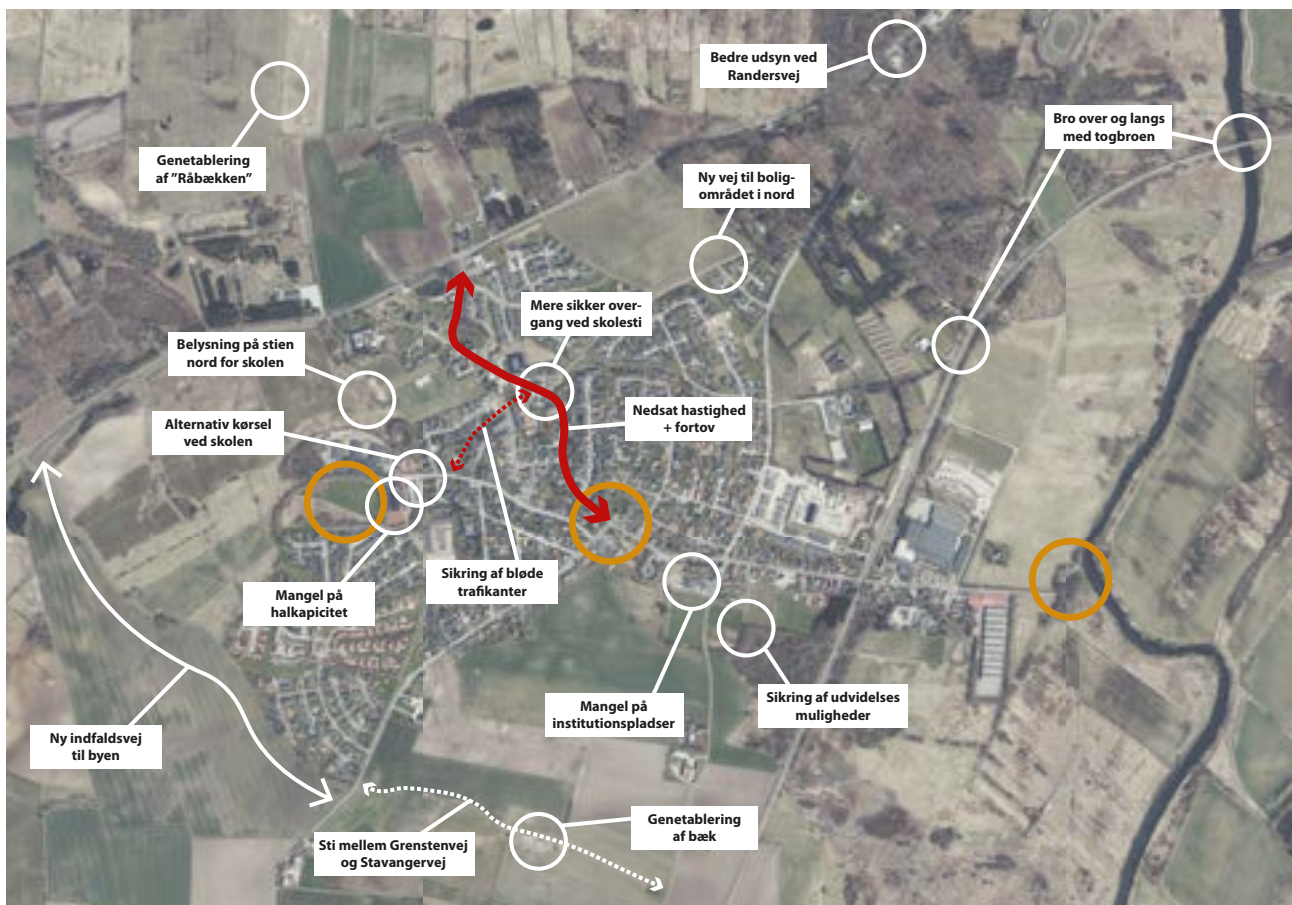 Bedre udsyn ved
Randersvej
Bro over og langs
med togbroen
Genetablering
af ”Råbækken”
Ny vej til bolig-
området i nord
Mere sikker over-
gang ved skolesti
Belysning på stien
nord for skolen
Alternativ kørsel
ved skolen
Nedsat hastighed
+ fortov
Mangel på
halkapicitet
Sikring af bløde
trafikanter
Mangel på
institutionspladser
Sikring af udvidelses
muligheder
Ny indfaldsvej
til byen
Sti mellem Grenstenvej
og Stavangervej
Genetablering
af bæk